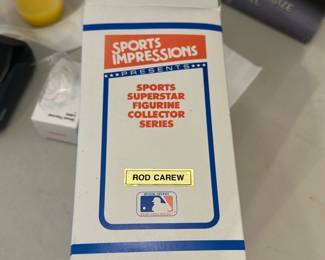 SPORTS
IMPRESSIONS
PRESENTS
SPORTS
SUPERSTAR
FIGURINE
COLLECTOR
SERIES
ROD CAREW